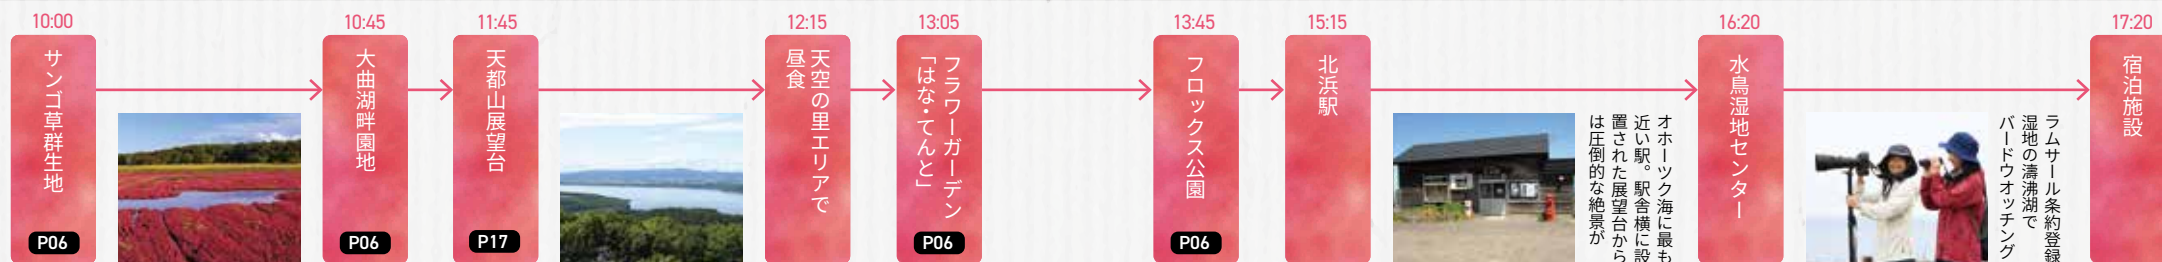 10:00
サンゴ草群生地
P06
10:45
大曲湖畔園地
P06
11:45
天都山展望台
P17
12:15
天空の里エリアで
昼食
13:05
フラワーガーデン
「はな・てんと」
P06
13:45
フロックス公園
P06
15:15
北浜駅
オホーツク海に最も
近い駅。駅舎横に設
置された展望台から
は圧倒的な絶景が
16:20
水鳥湿地センター
ラムサール条約登録
湿地の濤沸湖で
バードウオッチング
17:20
宿泊施設